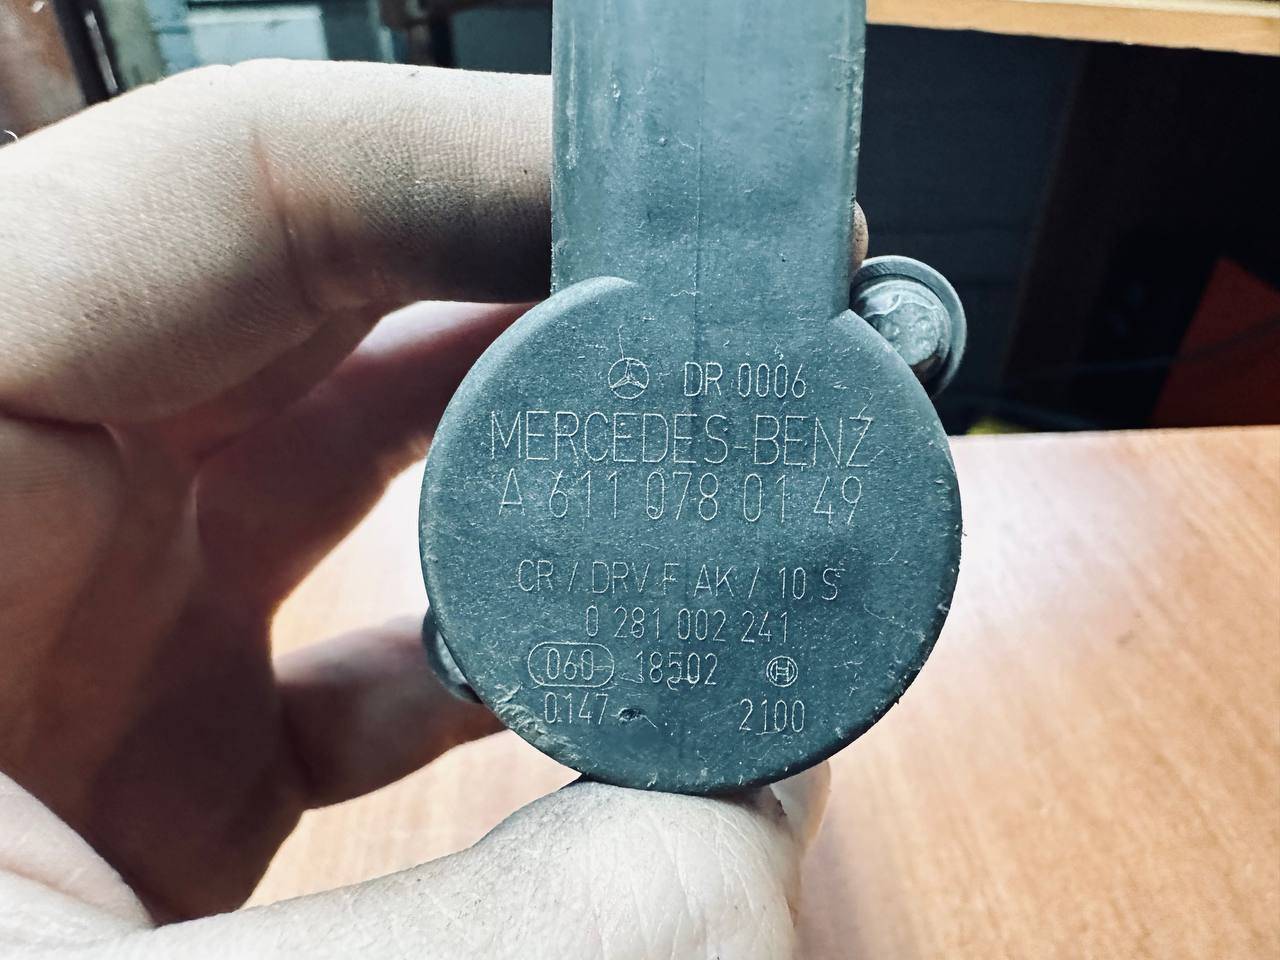 DR 0006
MERCEDES-BENZ
A 611 078 01 49
CR / DRV F AK / 10 S
0 281 002 241
060 18502
0147 2100